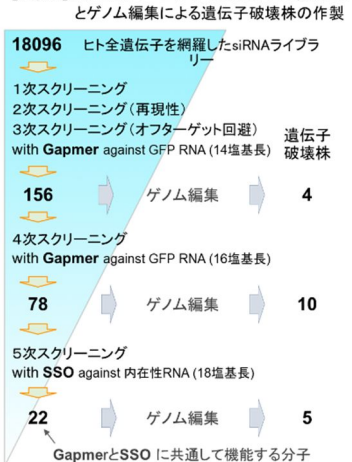 とゲノム編集による遺伝子破壊株の作製
18096 ヒト全遺伝子を網羅したsiRNAライブラ
リー
1次スクリーニング
2次スクリーニング(再現性)
3次スクリーニング(オフターゲット回避)
with Gapmer against GFP RNA (14塩基長)
遺伝子
破壊株
156 ゲノム編集 4
4次スクリーニング
with Gapmer against GFP RNA (16塩基長)
78 ゲノム編集 10
5次スクリーニング
with SSO against 内在性RNA (18塩基長)
22 ゲノム編集 5
GapmerとSSO に共通して機能する分子